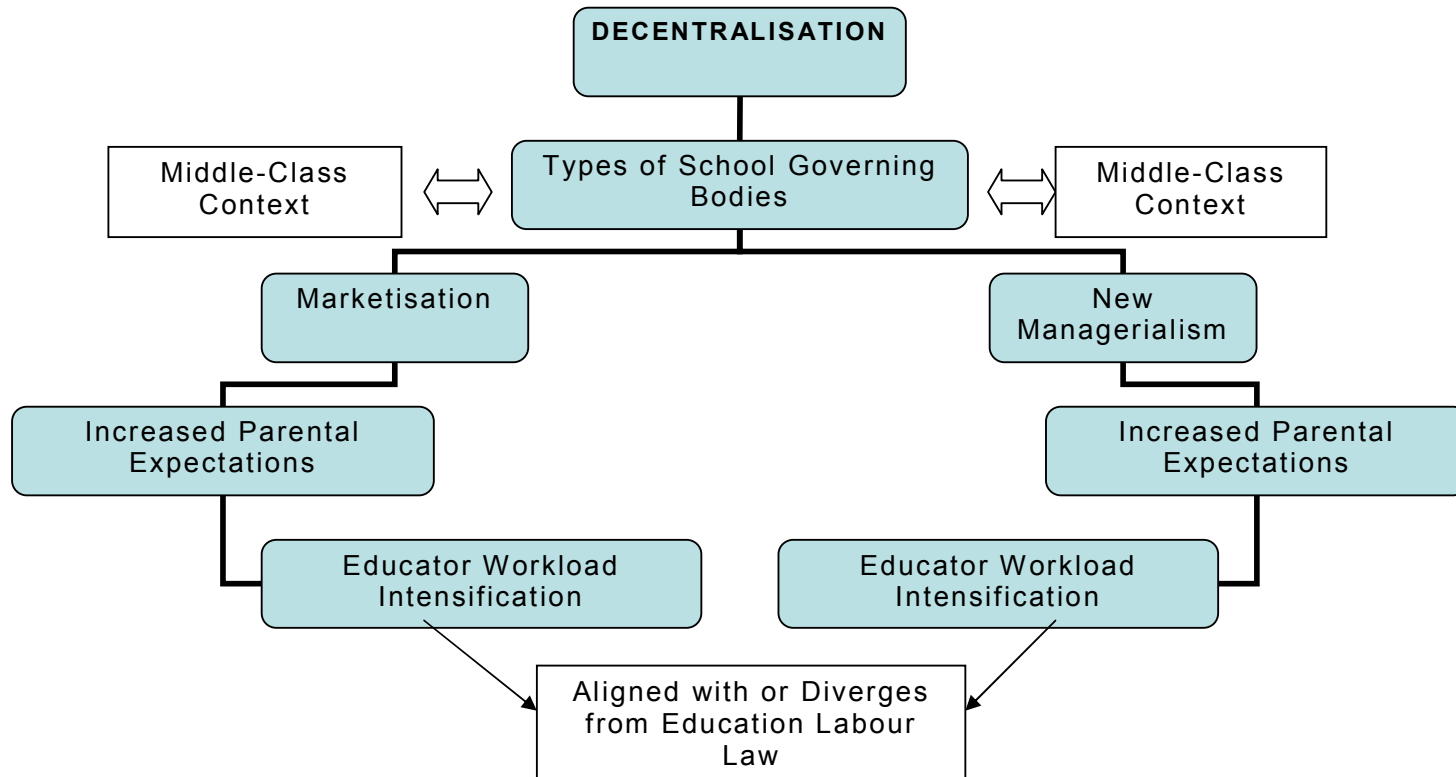 DECENTRALISATION
Middle-Class
Context
Types of School Governing
Bodies
Middle-Class
Context
Marketisation
New
Managerialism
Increased Parental
Expectations
Increased Parental
Expectations
Educator Workload
Intensification
Educator Workload
Intensification
Aligned with or Diverges
from Education Labour
Law